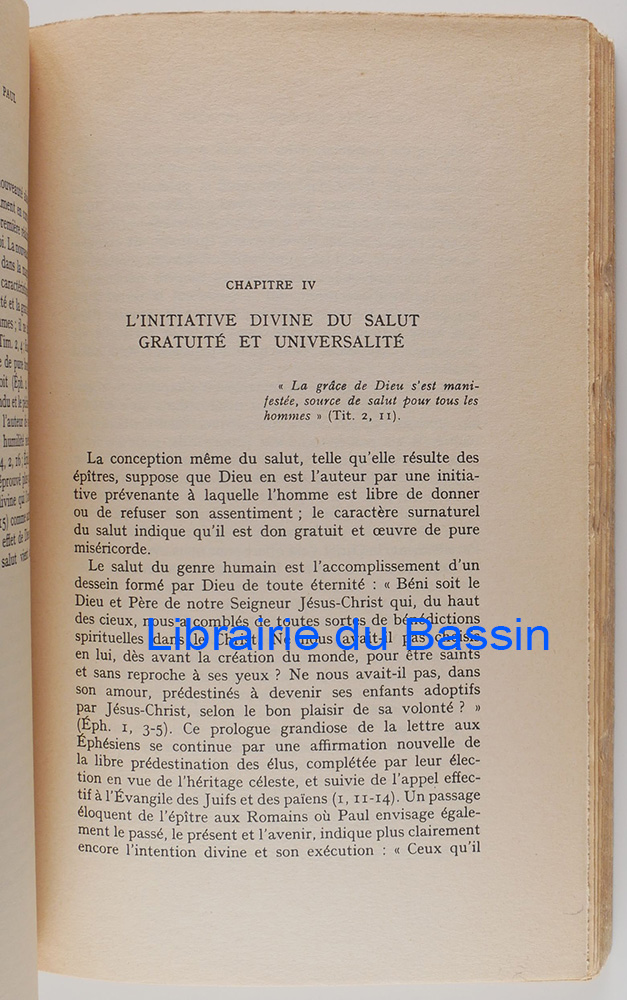 PAUL
CHAPITRE IV
L'INITIATIVE DIVINE DU SALUT
GRATUITÉ ET UNIVERSALITÉ
« La grâce de Dieu s'est mani-
festée, source de salut pour tous les
hommes » (Tit. 2, 11).
La conception même du salut, telle qu'elle résulte des
épîtres, suppose que Dieu en est l'auteur par une initia-
tive prévenante à laquelle l'homme est libre de donner
ou de refuser son assentiment ; le caractère surnaturel
du salut indique qu'il est don gratuit et œuvre de pure
miséricorde.
Le salut du genre humain est l'accomplissement d'un
dessein formé par Dieu de toute éternité : « Béni soit le
Dieu et Père de notre Seigneur Jésus-Christ qui, du haut
des cieux, nous a comblés de toutes sortes de bénédictions
spirituelles dans le Christ. Ne nous avait-il pas choisis
Librairie du Bassin
en lui, dès avant la création du monde, pour être saints
et sans reproche à ses yeux ? Ne nous avait-il pas, dans
son amour, prédestinés à devenir ses enfants adoptifs
par Jésus-Christ, selon le bon plaisir de sa volonté ? »
(Éph. 1, 3-5). Ce prologue grandiose de la lettre aux
Éphésiens se continue par une affirmation nouvelle de
la libre prédestination des élus, complétée par leur élec-
tion en vue de l'héritage céleste, et suivie de l'appel effec-
tif à l'Évangile des Juifs et des païens (1, 11-14). Un passage
éloquent de l'épître aux Romains où Paul envisage égale-
ment le passé, le présent et l'avenir, indique plus clairement
encore l'intention divine et son exécution : « Ceux qu'il